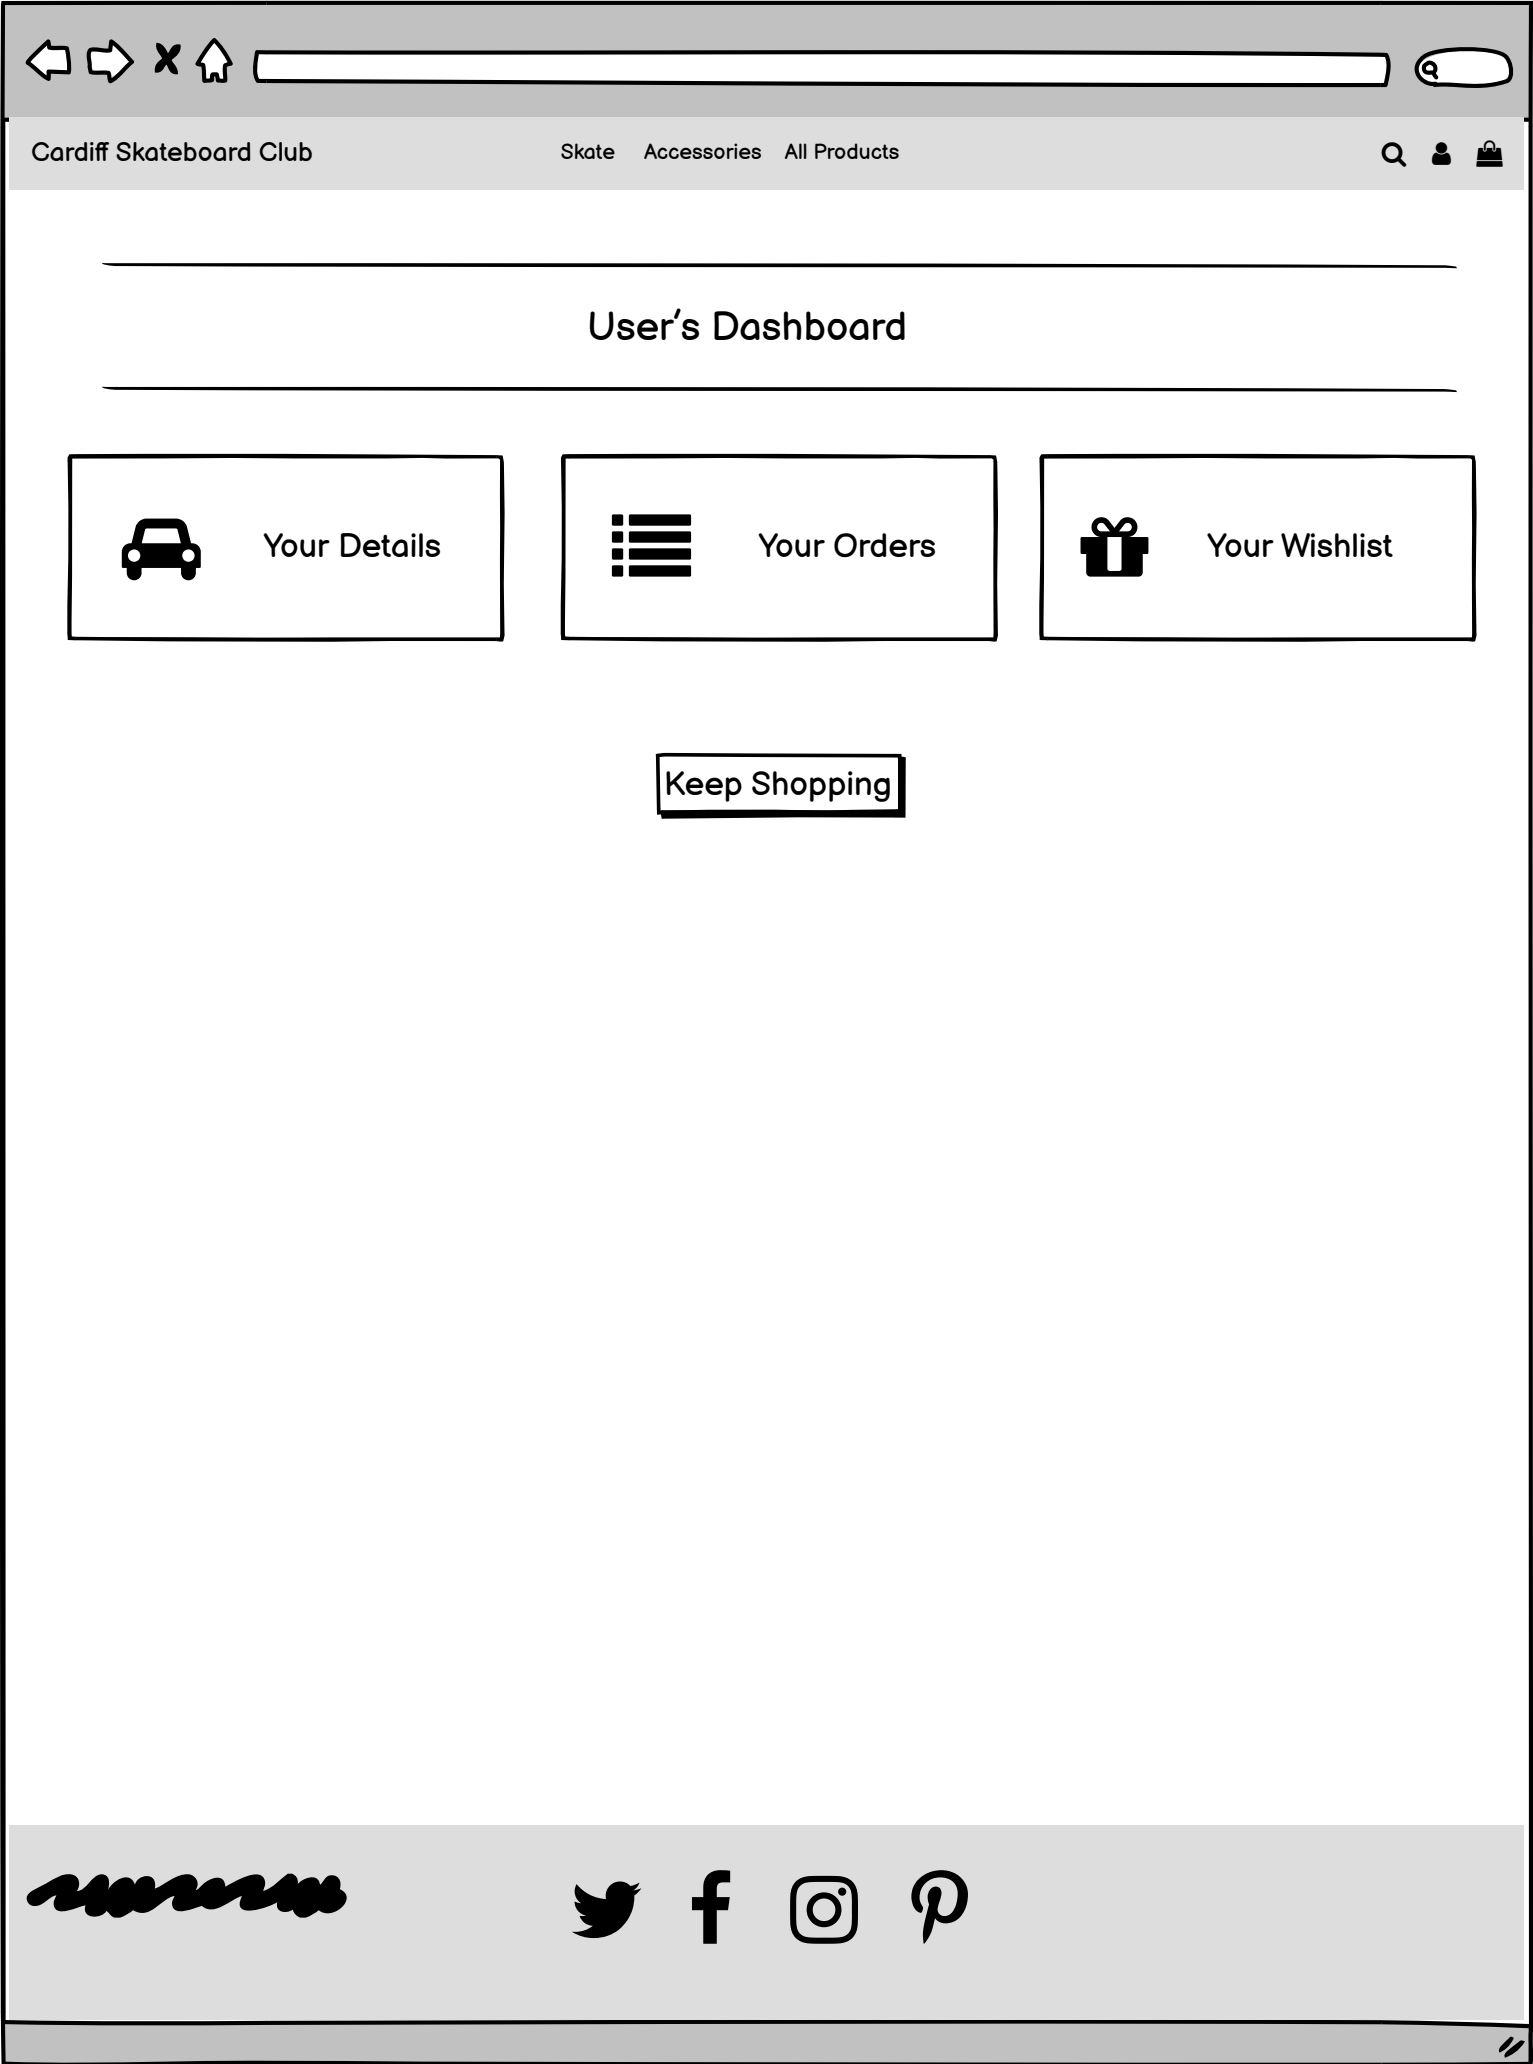 Cardiff Skateboard Club
Skate Accessories All Products
User's Dashboard
Your Details
Your Orders
Your Wishlist
Keep Shopping